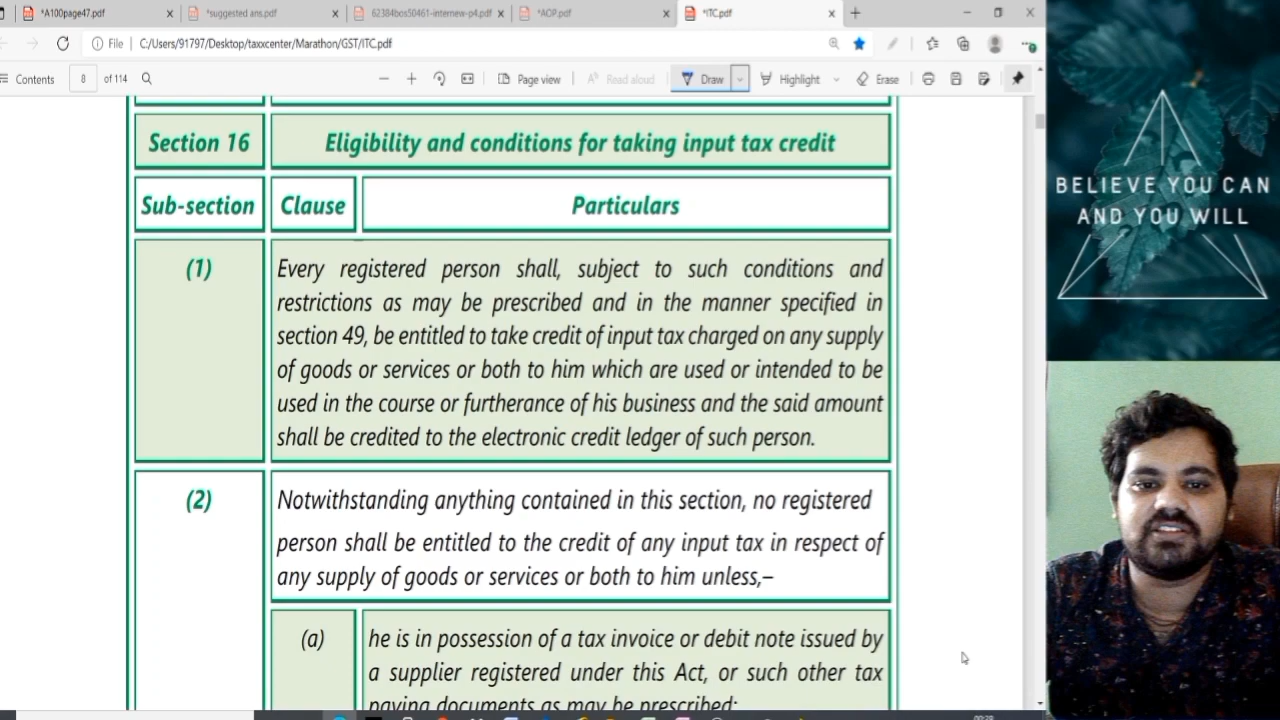 *A100page47.pdf
*suggested ans.pdf
62384bos50461-internew-p4.pdf
*AOP.pdf
*ITC.pdf
File
C:/Users/91797/Desktop/taxxcenter/Marathon/GST/ITC.pdf
Contents
8
of 114
Page view
Read aloud
Draw
Highlight
Erase
Section 16
Eligibility and conditions for taking input tax credit
Sub-section
Clause
Particulars
(1)
Every registered person shall, subject to such conditions and
restrictions as may be prescribed and in the manner specified in
section 49, be entitled to take credit of input tax charged on any supply
of goods or services or both to him which are used or intended to be
used in the course or furtherance of his business and the said amount
shall be credited to the electronic credit ledger of such person.
(2)
Notwithstanding anything contained in this section, no registered
person shall be entitled to the credit of any input tax in respect of
any supply of goods or services or both to him unless,–
(a)
he is in possession of a tax invoice or debit note issued by
a supplier registered under this Act, or such other tax
paying documents as may be prescribed;
BELIEVE YOU CAN
AND YOU WILL